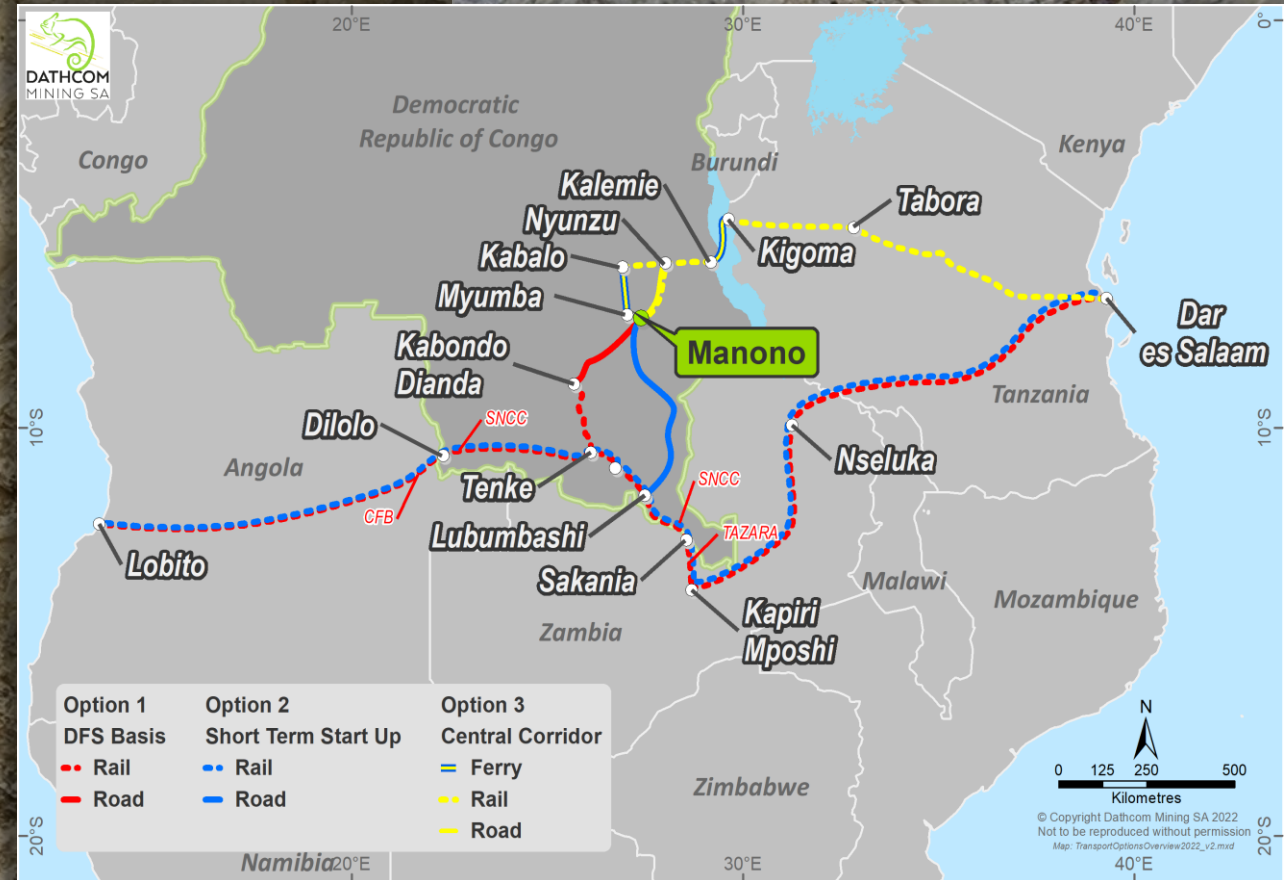 20°E
30°E
40°E
0°
DATHCOM
MINING SA
Democratic
Republic of Congo
Congo
Kenya
Burundi
Kalemie
Nyunzu
Tabora
Kabalo
Kigoma
Myumba
Manono
Dar
es Salaam
Kabondo
Dianda
Tanzania
10°S
Dilolo
SNCC
10°S
Angola
Nseluka
Tenke
SNCC
CFB
Lubumbashi
TAZARA
Lobito
Sakania
Malawi
Mozambique
Kapiri
Mposhi
Zambia
Option 1
DFS Basis
Rail
Road
Option 2
Short Term Start Up
Rail
Road
Option 3
Central Corridor
Ferry
Rail
Road
Zimbabwe
N
0 125 250 500
Kilometres
© Copyright Dathcom Mining SA 2022
Not to be reproduced without permission
Map: TransportOptionsOverview2022_v2.mxd
20°S
20°S
Namibia
20°E
30°E
40°E